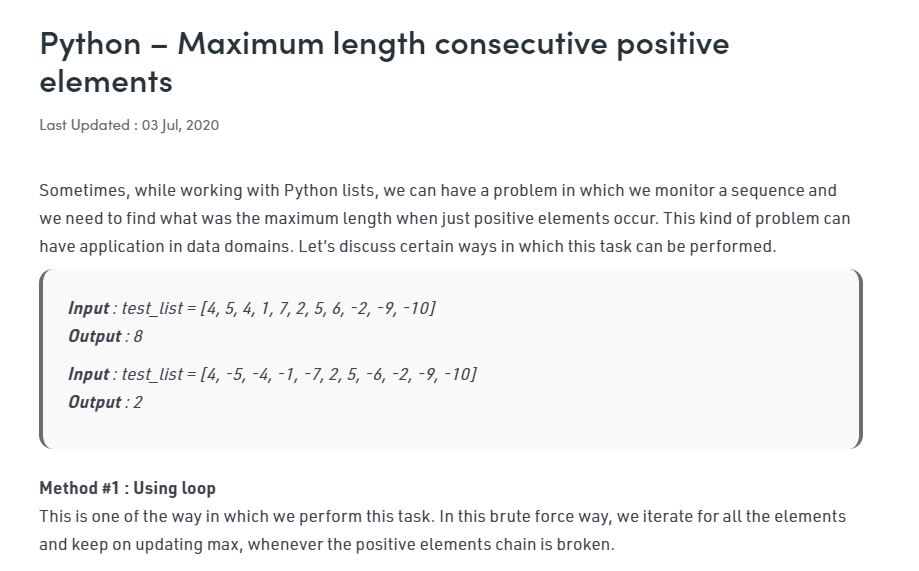 Python – Maximum length consecutive positive
elements
Last Updated : 03 Jul, 2020
Sometimes, while working with Python lists, we can have a problem in which we monitor a sequence and
we need to find what was the maximum length when just positive elements occur. This kind of problem can
have application in data domains. Let’s discuss certain ways in which this task can be performed.
Input : test_list = [4, 5, 4, 1, 7, 2, 5, 6, -2, -9, -10]
Output : 8
Input : test_list = [4, -5, -4, -1, -7, 2, 5, -6, -2, -9, -10]
Output : 2
Method #1 : Using loop
This is one of the way in which we perform this task. In this brute force way, we iterate for all the elements
and keep on updating max, whenever the positive elements chain is broken.